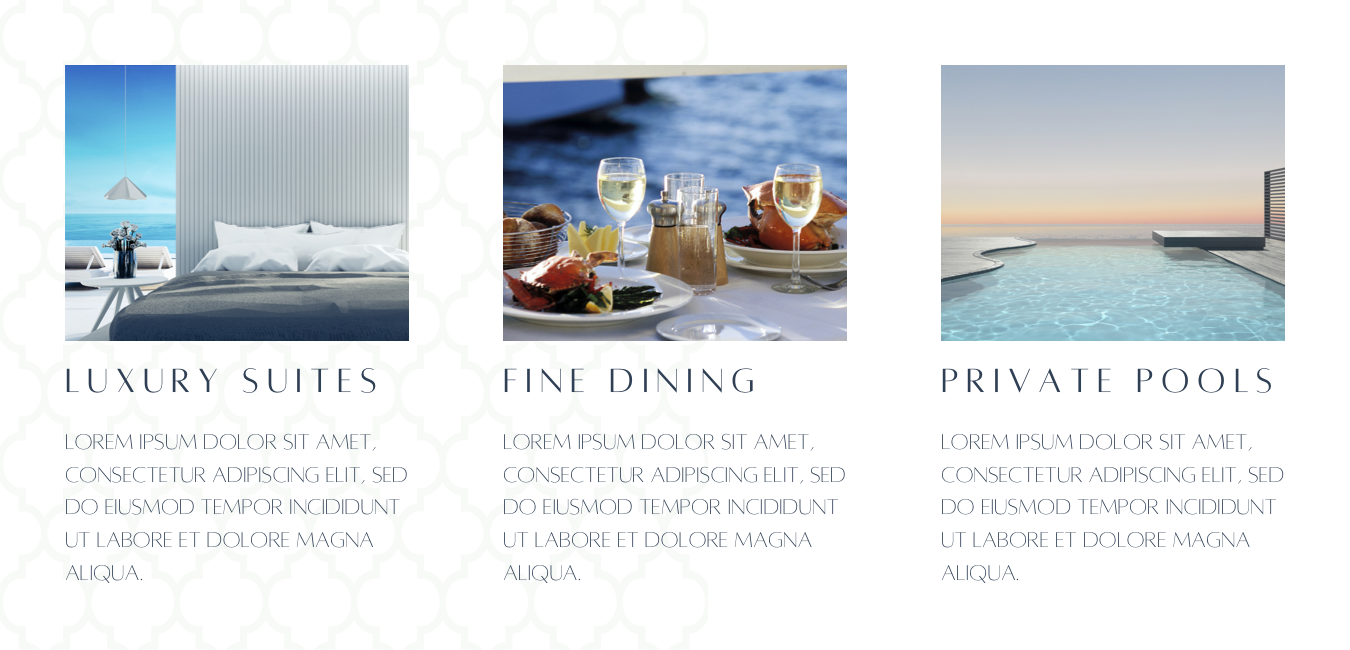 LUXURY SUITES
LOREM IPSUM DOLOR SIT AMET,
CONSECTETUR ADIPISCING ELIT, SED
DO EIUSMOD TEMPOR INCIDIDUNT
UT LABORE ET DOLORE MAGNA
ALIQUA.
FINE DINING
LOREM IPSUM DOLOR SIT AMET,
CONSECTETUR ADIPISCING ELIT, SED
DO EIUSMOD TEMPOR INCIDIDUNT
UT LABORE ET DOLORE MAGNA
ALIQUA.
PRIVATE POOLS
LOREM IPSUM DOLOR SIT AMET,
CONSECTETUR ADIPISCING ELIT, SED
DO EIUSMOD TEMPOR INCIDIDUNT
UT LABORE ET DOLORE MAGNA
ALIQUA.